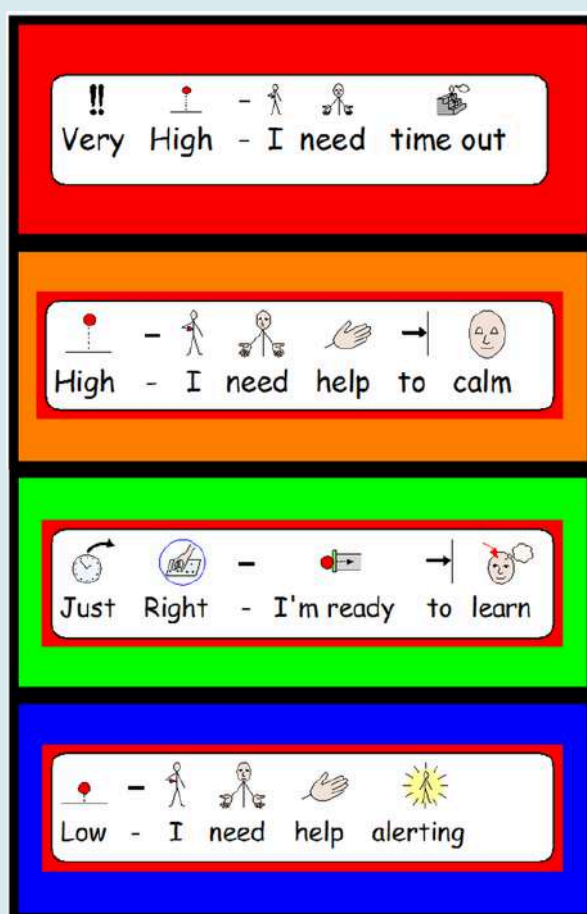 Very High - I need time out
High - I need help to calm
Just Right - I'm ready to learn
Low - I need help alerting